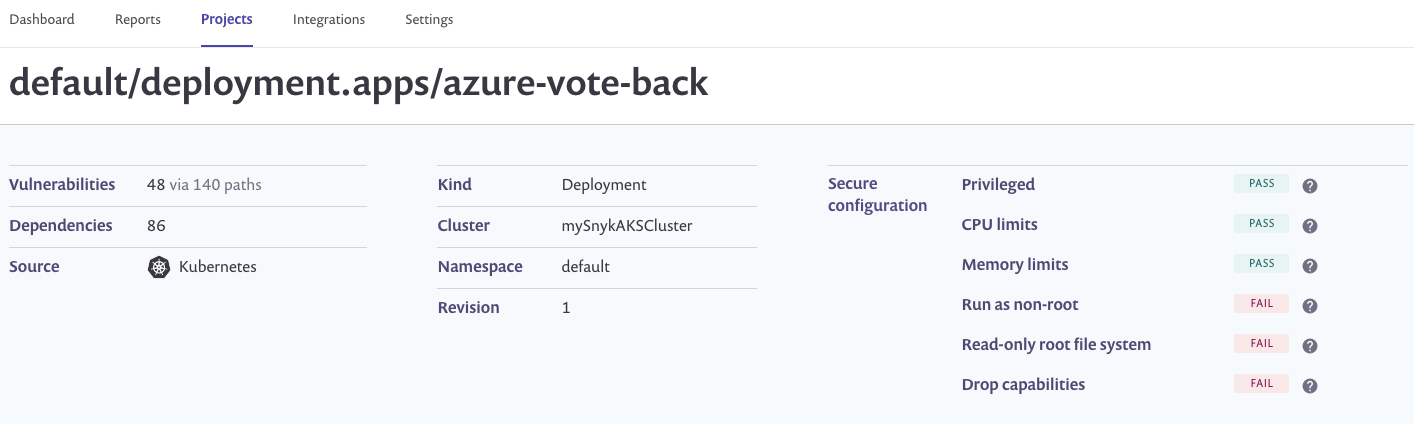 Dashboard Reports Projects Integrations Settings
default/deployment.apps/azure-vote-back
Vulnerabilities 48 via 140 paths
Dependencies 86
Source Kubernetes
Kind Deployment
Cluster mySnykAKSCluster
Namespace default
Revision 1
Secure configuration
Privileged PASS ?
CPU limits PASS ?
Memory limits PASS ?
Run as non-root FAIL ?
Read-only root file system FAIL ?
Drop capabilities FAIL ?